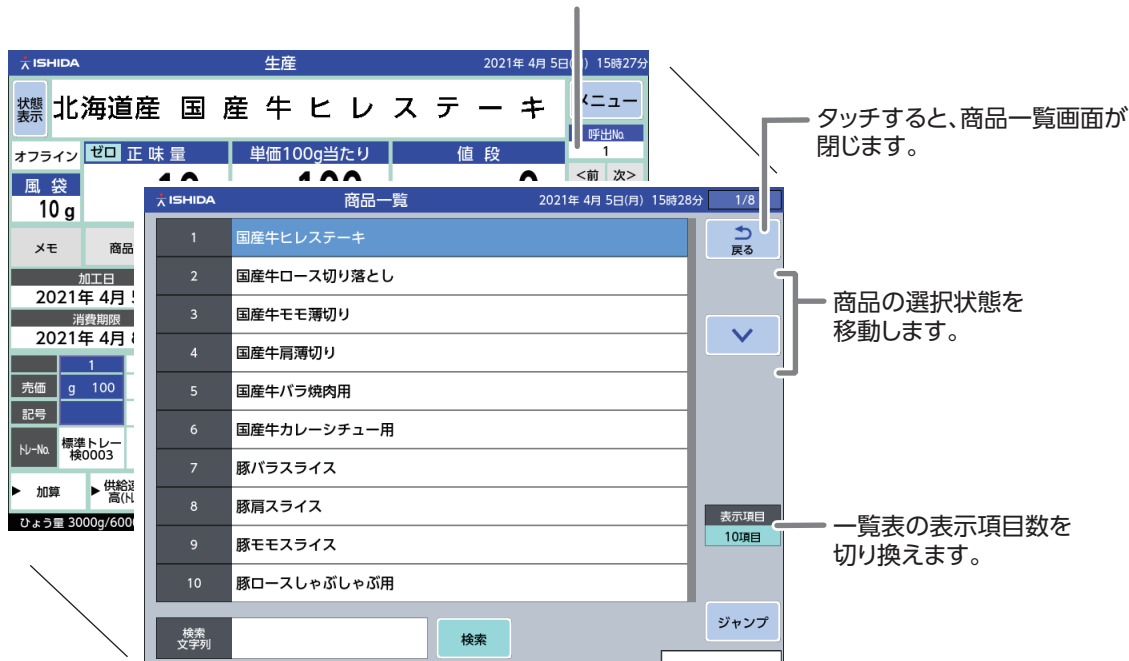 ISHIDA 生産 2021年 4月 5日(月) 15時27分
状態表示 北海道産 国 産 牛 ヒ レ ス テ ー キ メニュー
呼出No.
1
オフライン ゼロ 正味量 単価100g当たり 値 段
<前 次>
風 袋
10 g
メモ 商品
加工日
2021年 4月
消費期限
2021年 4月
1
売価 g 100
記号
トレーNo. 標準トレー
検0003
▶ 加算 ▶ 供給
ひょう量 3000g/
ISHIDA 商品一覧 2021年 4月 5日(月) 15時28分 1/8
1 国産牛ヒレステーキ
2 国産牛ロース切り落とし
3 国産牛モモ薄切り
4 国産牛肩薄切り
5 国産牛バラ焼肉用
6 国産牛カレーシチュー用
7 豚バラスライス
8 豚肩スライス
9 豚モモスライス
10 豚ロースしゃぶしゃぶ用
戻る
表示項目
10項目
ジャンプ
検索
文字列
検索
タッチすると、商品一覧画面が
閉じます。
商品の選択状態を
移動します。
一覧表の表示項目数を
切り換えます。